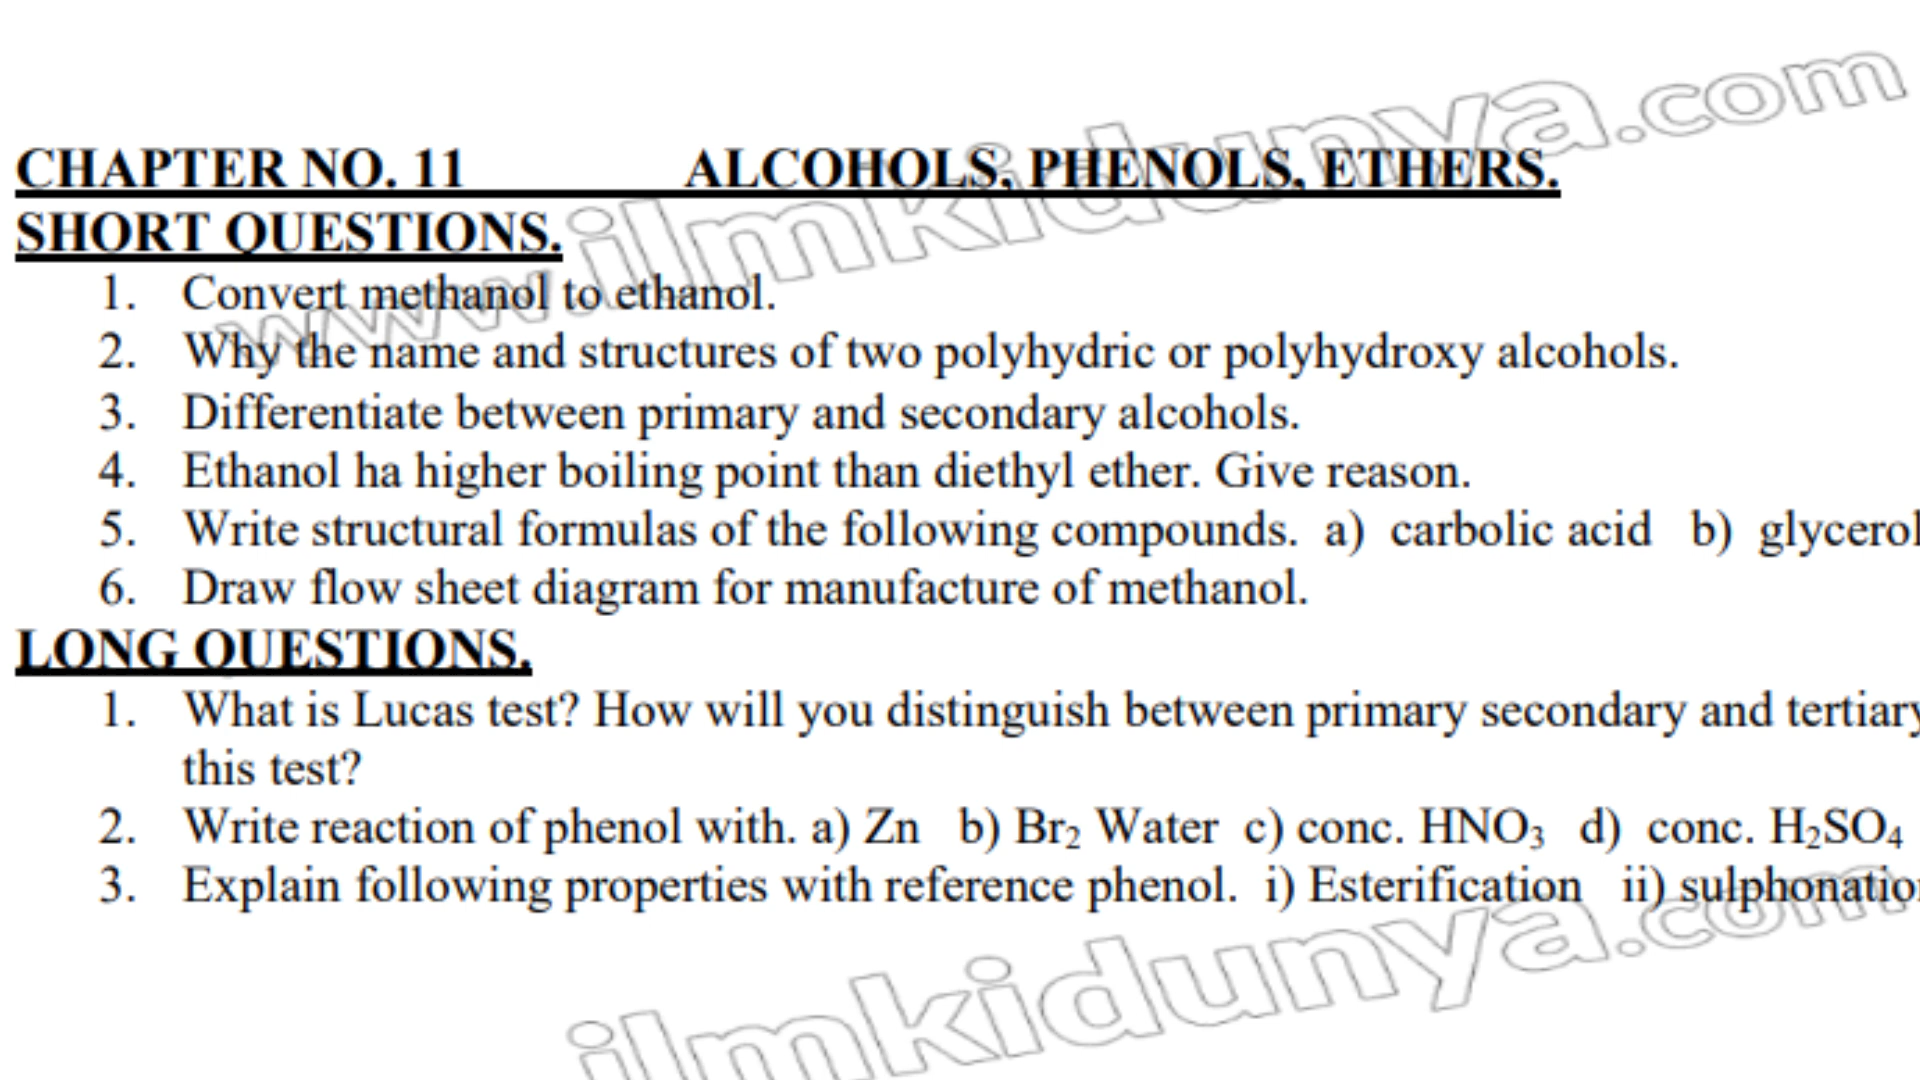 CHAPTER NO. 11 ALCOHOLS, PHENOLS, ETHERS.
SHORT QUESTIONS.
1. Convert methanol to ethanol.
2. Why the name and structures of two polyhydric or polyhydroxy alcohols.
3. Differentiate between primary and secondary alcohols.
4. Ethanol ha higher boiling point than diethyl ether. Give reason.
5. Write structural formulas of the following compounds. a) carbolic acid b) glycerol
6. Draw flow sheet diagram for manufacture of methanol.
LONG QUESTIONS.
1. What is Lucas test? How will you distinguish between primary secondary and tertiary
this test?
2. Write reaction of phenol with. a) Zn b) Br₂ Water c) conc. HNO₃ d) conc. H₂SO₄
3. Explain following properties with reference phenol. i) Esterification ii) sulphonatio
www.ilmkidunya.com
ilmkidunya.com